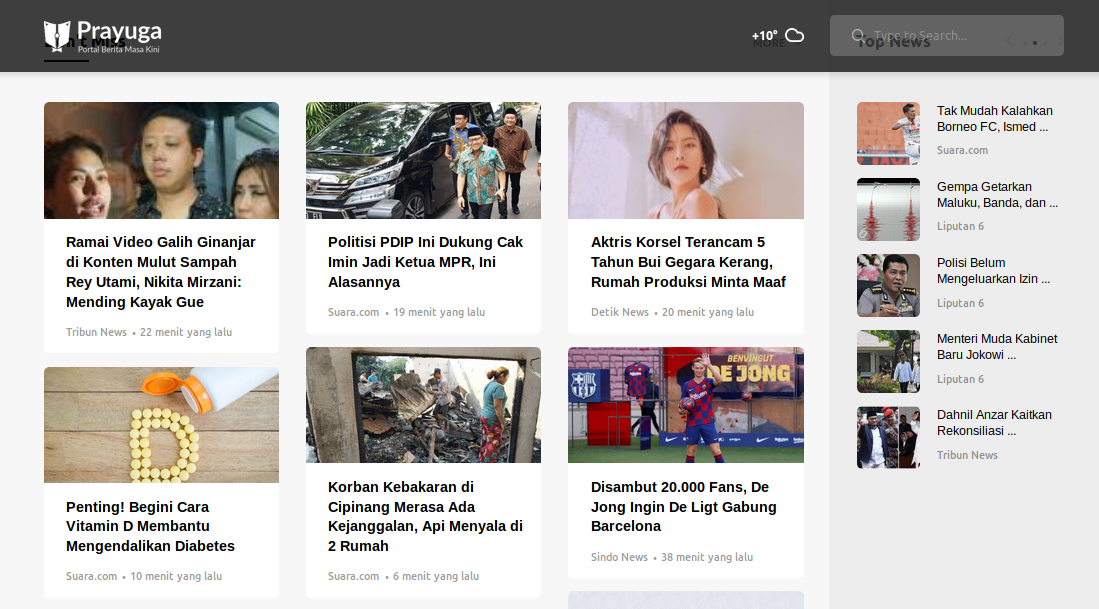 Prayuga
Portal Berita Masa Kini
+10°
MORE
Type to Search...
Top News
Ramai Video Galih Ginanjar
di Konten Mulut Sampah
Rey Utami, Nikita Mirzani:
Mending Kayak Gue
Tribun News • 22 menit yang lalu
Politisi PDIP Ini Dukung Cak
Imin Jadi Ketua MPR, Ini
Alasannya
Suara.com • 19 menit yang lalu
Aktris Korsel Terancam 5
Tahun Bui Gegara Kerang,
Rumah Produksi Minta Maaf
Detik News • 20 menit yang lalu
Penting! Begini Cara
Vitamin D Membantu
Mengendalikan Diabetes
Suara.com • 10 menit yang lalu
Korban Kebakaran di
Cipinang Merasa Ada
Kejanggalan, Api Menyala di
2 Rumah
Suara.com • 6 menit yang lalu
BENVINGUT
DE JONG
Disambut 20.000 Fans, De
Jong Ingin De Ligt Gabung
Barcelona
Sindo News • 38 menit yang lalu
Tak Mudah Kalahkan
Borneo FC, Ismed ...
Suara.com
Gempa Getarkan
Maluku, Banda, dan ...
Liputan 6
Polisi Belum
Mengeluarkan Izin ...
Liputan 6
Menteri Muda Kabinet
Baru Jokowi ...
Liputan 6
Dahnil Anzar Kaitkan
Rekonsiliasi ...
Tribun News